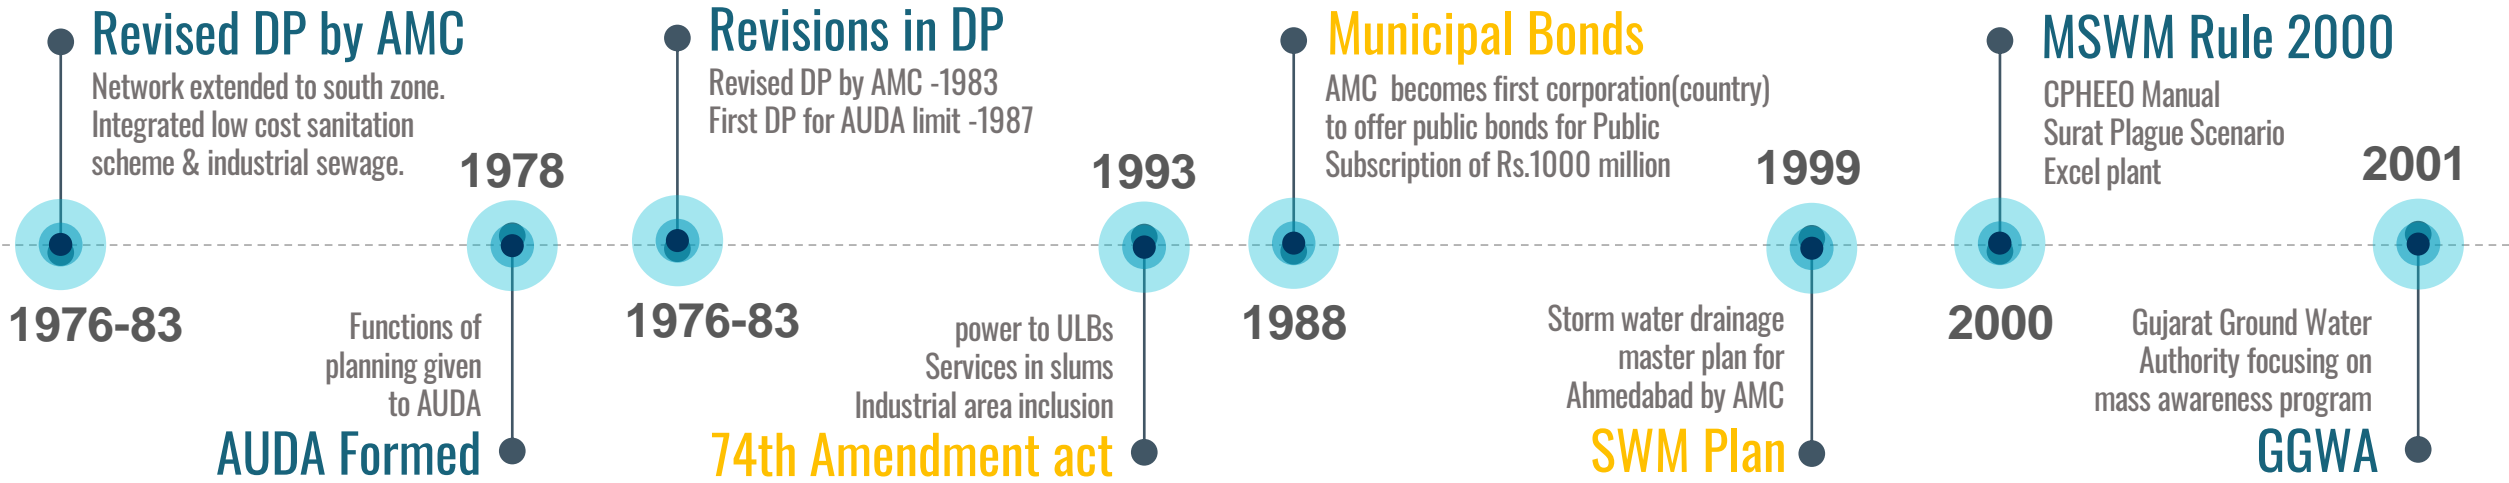 Revised DP by AMC
Network extended to south zone.
Integrated low cost sanitation
scheme & industrial sewage.
1976-83
1978
Functions of
planning given
to AUDA
AUDA Formed
Revisions in DP
Revised DP by AMC -1983
First DP for AUDA limit -1987
1976-83
1993
power to ULBs
Services in slums
Industrial area inclusion
74th Amendment act
Municipal Bonds
AMC  becomes first corporation(country)
to offer public bonds for Public
Subscription of Rs.1000 million
1988
1999
Storm water drainage
master plan for
Ahmedabad by AMC
SWM Plan
MSWM Rule 2000
CPHEEO Manual
Surat Plague Scenario
Excel plant
2000
2001
Gujarat Ground Water
Authority focusing on
mass awareness program
GGWA